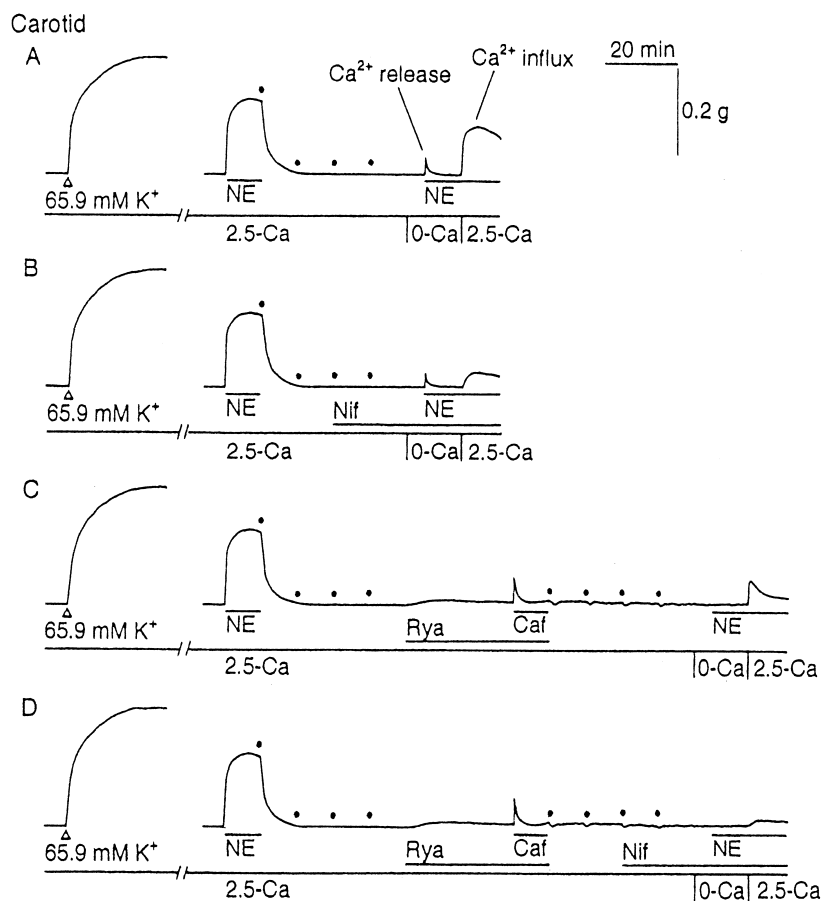 Carotid
A
20 min
Ca²⁺ release
Ca²⁺ influx
0.2 g
NE
NE
65.9 mM K⁺
2.5-Ca
0-Ca
2.5-Ca
B
NE
Nif
NE
65.9 mM K⁺
2.5-Ca
0-Ca
2.5-Ca
C
NE
Rya
Caf
NE
65.9 mM K⁺
2.5-Ca
0-Ca
2.5-Ca
D
NE
Rya
Caf
Nif
NE
65.9 mM K⁺
2.5-Ca
0-Ca
2.5-Ca